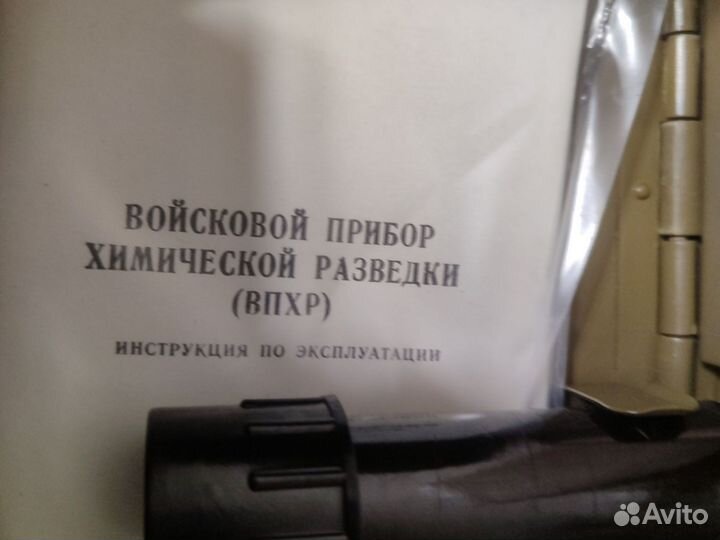 ВОЙСКОВОЙ ПРИБОР
ХИМИЧЕСКОЙ РАЗВЕДКИ
(ВПХР)
ИНСТРУКЦИЯ ПО ЭКСПЛУАТАЦИИ
Avito